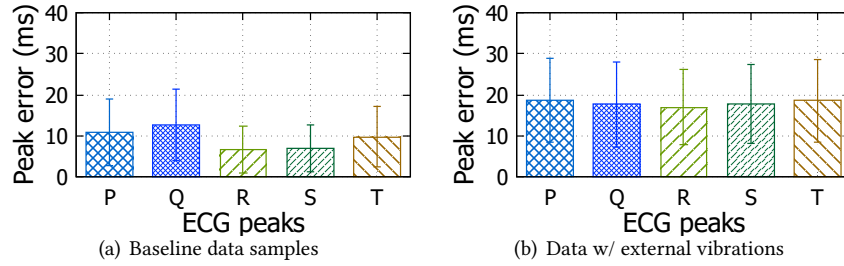 Peak error (ms)
40
30
20
10
0
P Q R S T
ECG peaks
(a) Baseline data samples
Peak error (ms)
40
30
20
10
0
P Q R S T
ECG peaks
(b) Data w/ external vibrations